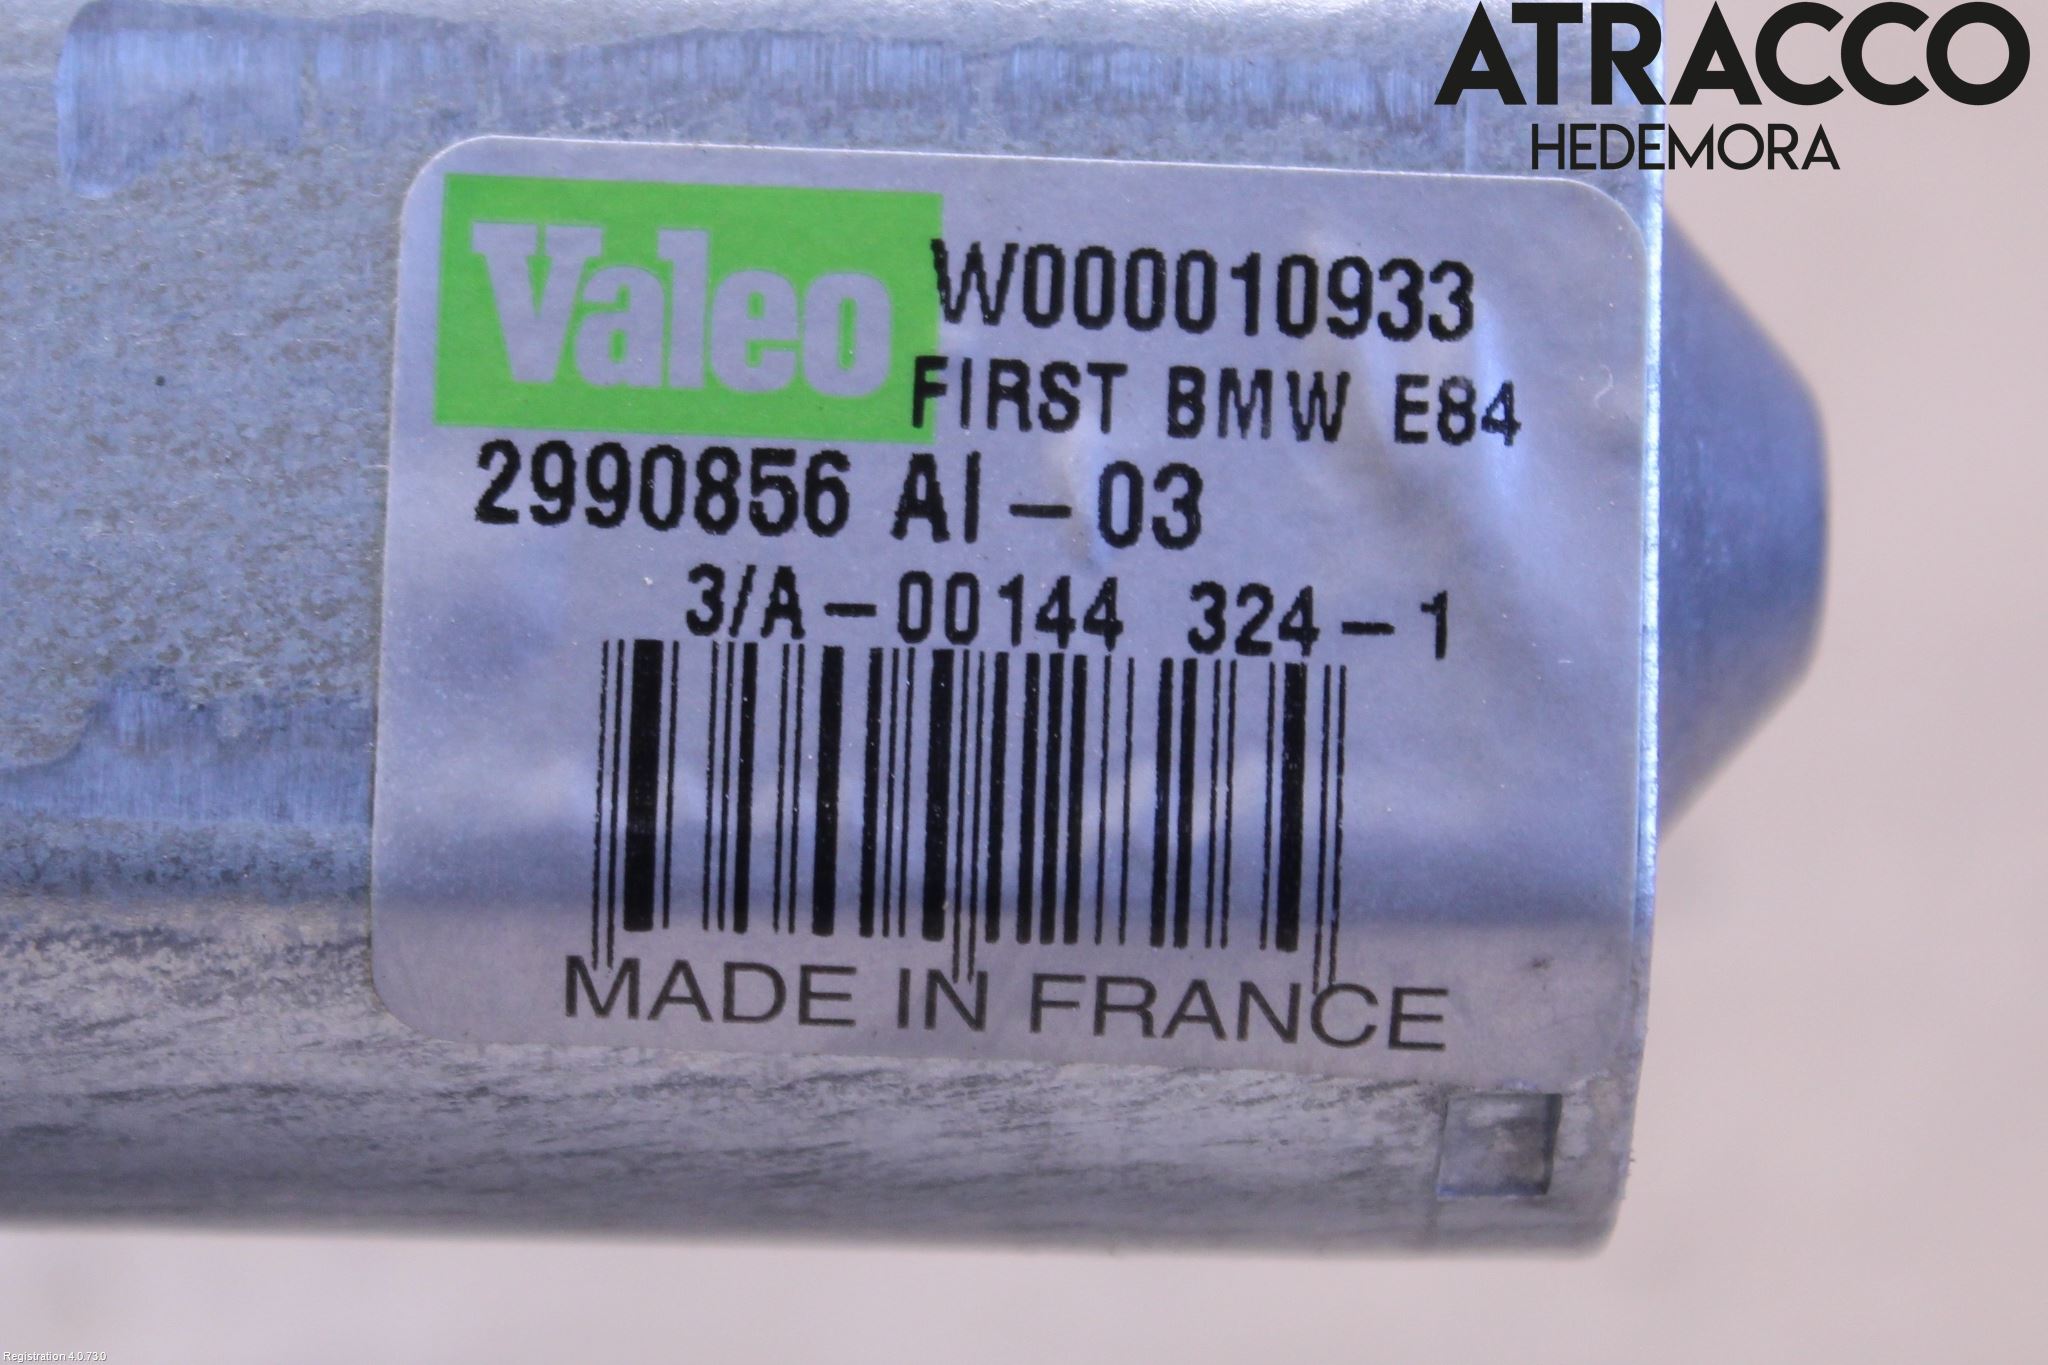 ATRACCO
HEDEMORA
Valeo
W000010933
FIRST BMW E84
2990856 AI-03
3/A-00144 324-1
MADE IN FRANCE
Registration 4.0.73.0